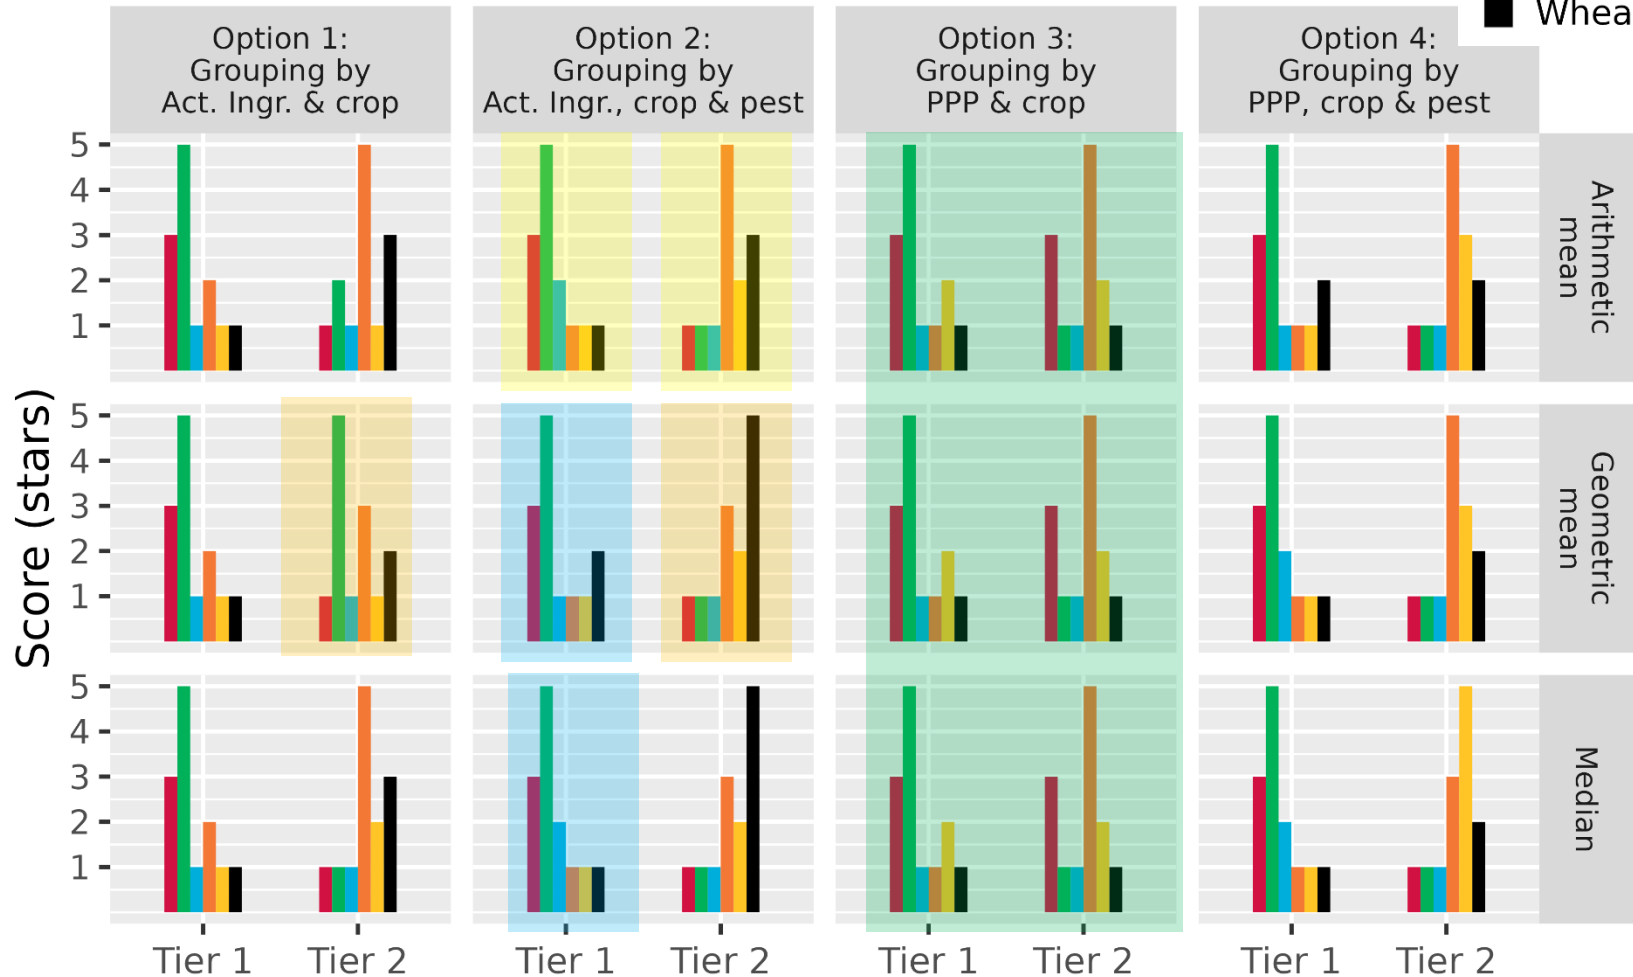 Whea
Option 1:
Grouping by
Act. Ingr. & crop
Option 2:
Grouping by
Act. Ingr., crop & pest
Option 3:
Grouping by
PPP & crop
Option 4:
Grouping by
PPP, crop & pest
Score (stars)
5
4
3
2
1
Arithmetic
mean
5
4
3
2
1
Geometric
mean
5
4
3
2
1
Median
Tier 1
Tier 2
Tier 1
Tier 2
Tier 1
Tier 2
Tier 1
Tier 2